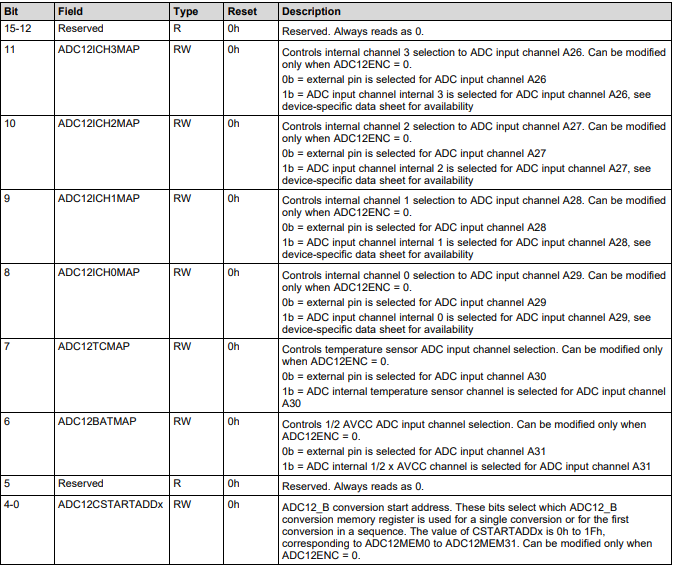 Bit Field Type Reset Description
15-12 Reserved R 0h Reserved. Always reads as 0.
11 ADC12ICH3MAP RW 0h Controls internal channel 3 selection to ADC input channel A26. Can be modified
only when ADC12ENC = 0.
0b = external pin is selected for ADC input channel A26
1b = ADC input channel internal 3 is selected for ADC input channel A26, see
device-specific data sheet for availability
10 ADC12ICH2MAP RW 0h Controls internal channel 2 selection to ADC input channel A27. Can be modified
only when ADC12ENC = 0.
0b = external pin is selected for ADC input channel A27
1b = ADC input channel internal 2 is selected for ADC input channel A27, see
device-specific data sheet for availability
9 ADC12ICH1MAP RW 0h Controls internal channel 1 selection to ADC input channel A28. Can be modified
only when ADC12ENC = 0.
0b = external pin is selected for ADC input channel A28
1b = ADC input channel internal 1 is selected for ADC input channel A28, see
device-specific data sheet for availability
8 ADC12ICH0MAP RW 0h Controls internal channel 0 selection to ADC input channel A29. Can be modified
only when ADC12ENC = 0.
0b = external pin is selected for ADC input channel A29
1b = ADC input channel internal 0 is selected for ADC input channel A29, see
device-specific data sheet for availability
7 ADC12TCMAP RW 0h Controls temperature sensor ADC input channel selection. Can be modified only
when ADC12ENC = 0.
0b = external pin is selected for ADC input channel A30
1b = ADC internal temperature sensor channel is selected for ADC input channel
A30
6 ADC12BATMAP RW 0h Controls 1/2 AVCC ADC input channel selection. Can be modified only when
ADC12ENC = 0.
0b = external pin is selected for ADC input channel A31
1b = ADC internal 1/2 x AVCC channel is selected for ADC input channel A31
5 Reserved R 0h Reserved. Always reads as 0.
4-0 ADC12CSTARTADDx RW 0h ADC12_B conversion start address. These bits select which ADC12_B
conversion memory register is used for a single conversion or for the first
conversion in a sequence. The value of CSTARTADDx is 0h to 1Fh,
corresponding to ADC12MEM0 to ADC12MEM31. Can be modified only when
ADC12ENC = 0.